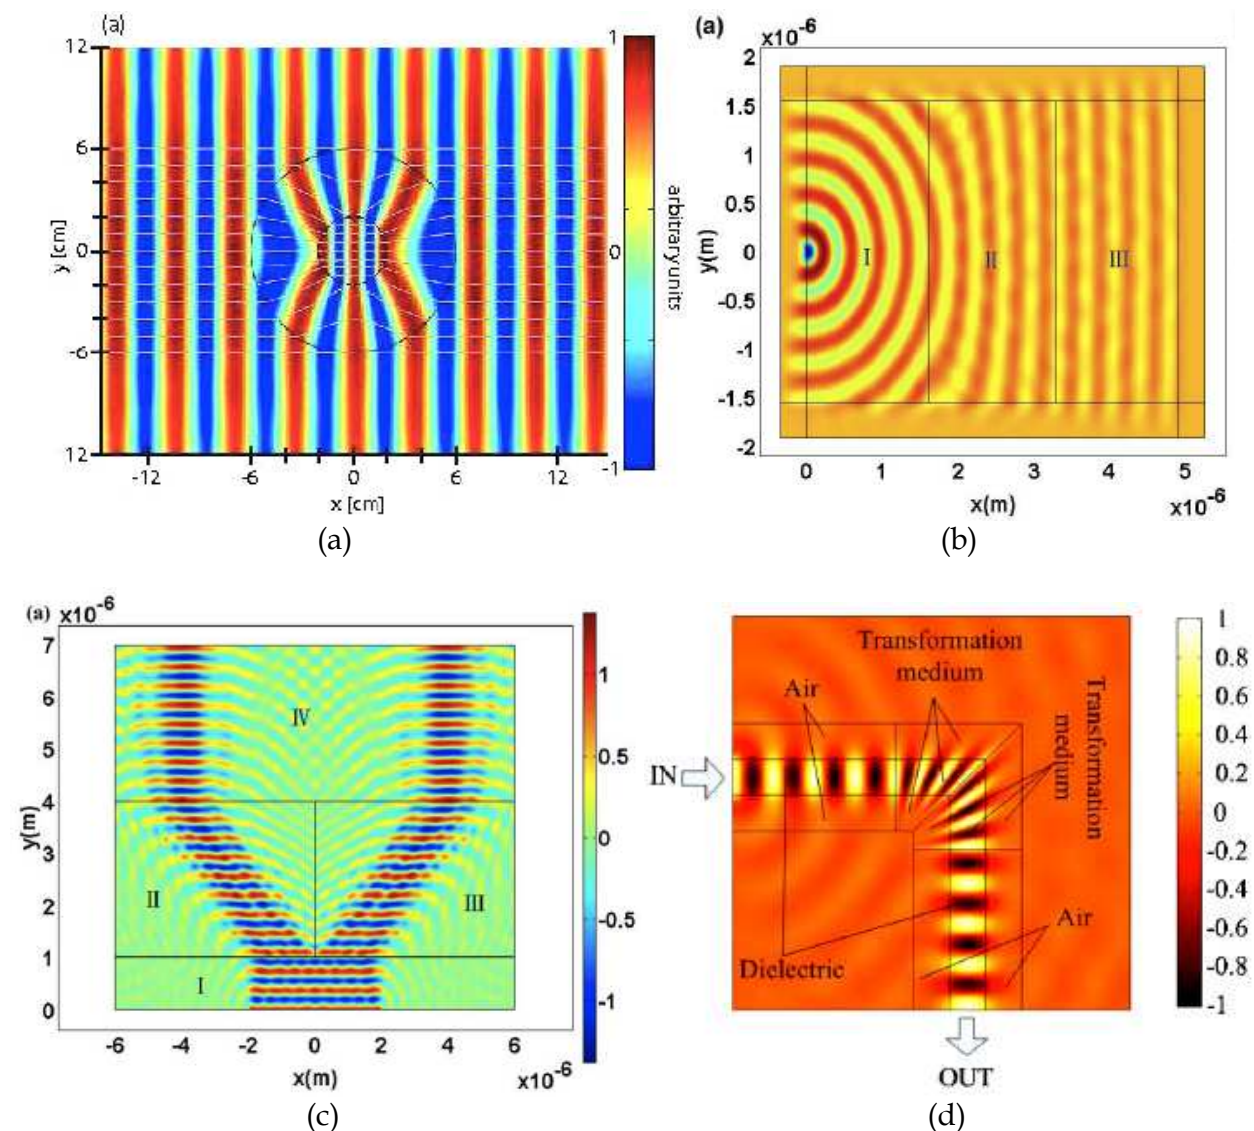 (a)
12
6
0
-6
12
y [cm]
-12 -6 0 6 12
x [cm]
1
0
-1
arbitrary units
(a)
(a)
x10⁻⁶
2
1.5
1
0.5
0
-0.5
-1
-1.5
-2
y(m)
I II III
0 1 2 3 4 5
x(m) x10⁻⁶
(b)
(a) x10⁻⁶
7
6
5
4
3
2
1
0
y(m)
IV
II III
I
-6 -4 -2 0 2 4 6
x(m) x10⁻⁶
1
0.5
0
-0.5
-1
(c)
Transformation
medium
Air
Transformation
medium
IN
Air
Dielectric
OUT
1
0.8
0.6
0.4
0.2
0
-0.2
-0.4
-0.6
-0.8
-1
(d)